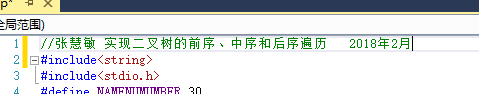 全局范围)
1 //张慧敏 实现二叉树的前序、中序和后序遍历 2018年2月
2 #include<string>
3 #include<stdio.h>
4 #define NAMENUMUMBER 30